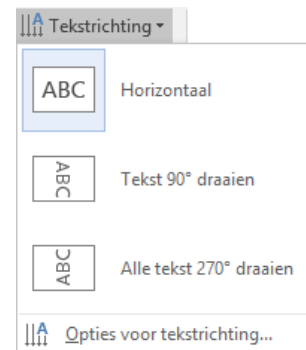 Tekstrichting
ABC Horizontaal
ABC Tekst 90° draaien
ABC Alle tekst 270° draaien
A Opties voor tekstrichting...